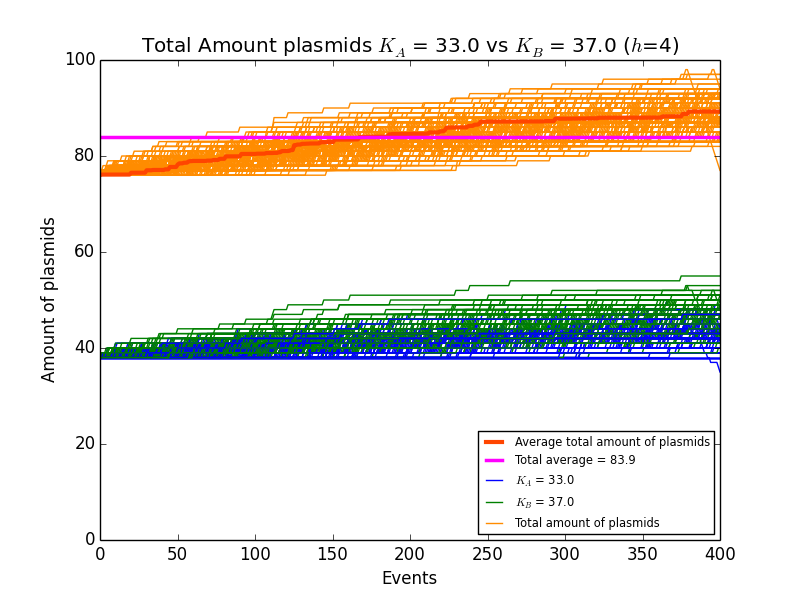 Total Amount plasmids K_A = 33.0 vs K_B = 37.0 (h=4)
100
80
60
40
20
0
Amount of plasmids
Average total amount of plasmids
Total average = 83.9
K_A = 33.0
K_B = 37.0
Total amount of plasmids
0 50 100 150 200 250 300 350 400
Events